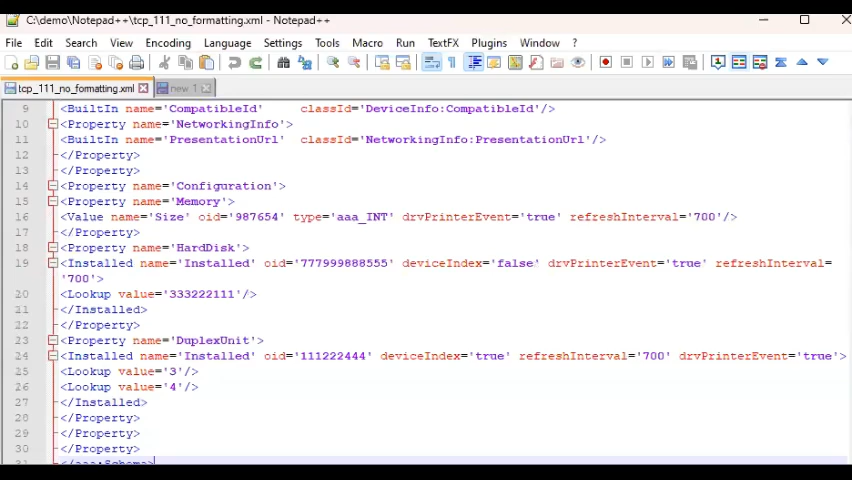 C:\demo\Notepad++\tcp_111_no_formatting.xml - Notepad++
File Edit Search View Encoding Language Settings Tools Macro Run TextFX Plugins Window ?
tcp_111_no_formatting.xml new 1
9 <BuiltIn name='CompatibleId' classId='DeviceInfo:CompatibleId'/>
10 <Property name='NetworkingInfo'>
11 <BuiltIn name='PresentationUrl' classId='NetworkingInfo:PresentationUrl'/>
12 </Property>
13 </Property>
14 <Property name='Configuration'>
15 <Property name='Memory'>
16 <Value name='Size' oid='987654' type='aaa_INT' drvPrinterEvent='true' refreshInterval='700'/>
17 </Property>
18 <Property name='HardDisk'>
19 <Installed name='Installed' oid='777999888555' deviceIndex='false' drvPrinterEvent='true' refreshInterval=
'700'>
20 <Lookup value='333222111'/>
21 </Installed>
22 </Property>
23 <Property name='DuplexUnit'>
24 <Installed name='Installed' oid='111222444' deviceIndex='true' refreshInterval='700' drvPrinterEvent='true'>
25 <Lookup value='3'/>
26 <Lookup value='4'/>
27 </Installed>
28 </Property>
29 </Property>
30 </Property>
31 </aaa:Schema>